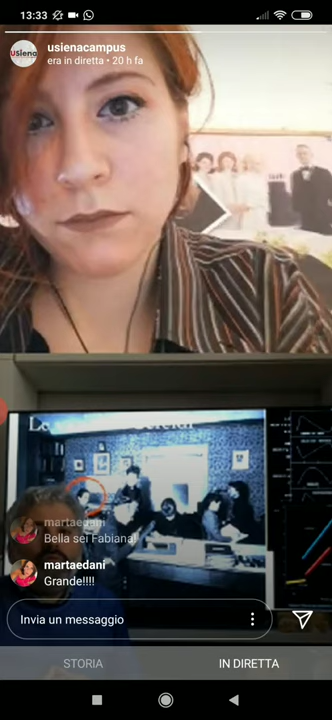 13:33
USiena
usienacampus
era in diretta • 20 h fa
martaedani
Bella sei Fabiana!
martaedani
Grande!!!!
Invia un messaggio
STORIA
IN DIRETTA